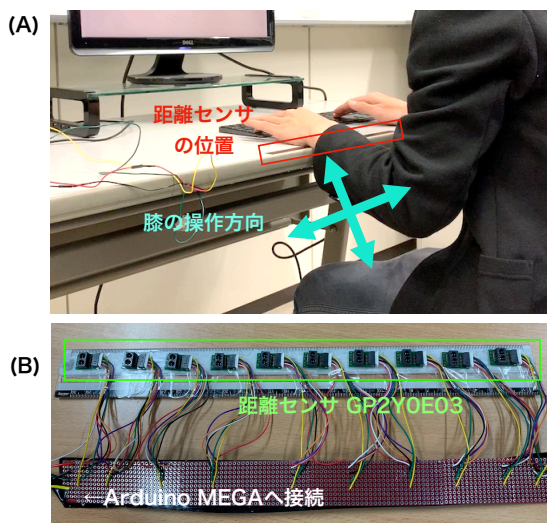 (A)
DELL
距離センサ
の位置
膝の操作方向
(B)
距離センサ GP2Y0E03
←Arduino MEGAへ接続